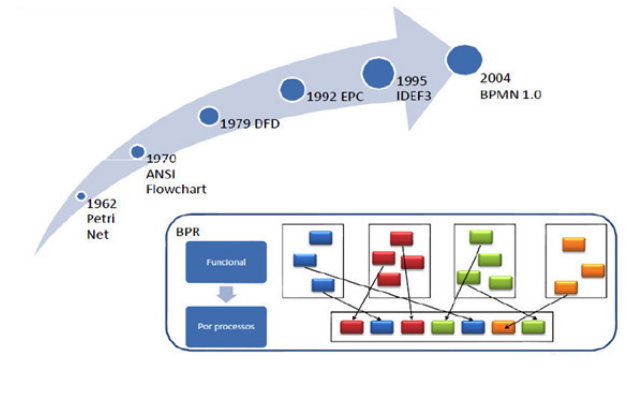 1962
Petri
Net
1970
ANSI
Flowchart
1979 DFD
1992 EPC
1995
IDEF3
2004
BPMN 1.0
BPR
Funcional
Por processos